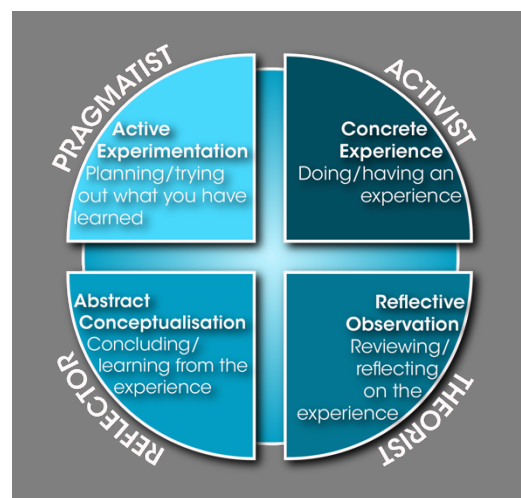 PRAGMATIST
Active
Experimentation
Planning/trying
out what you have
learned
ACTIVIST
Concrete
Experience
Doing/having an
experience
Abstract
Conceptualisation
Concluding/
learning from the
experience
REFLECTOR
Reflective
Observation
Reviewing/
reflecting
on the
experience
THEORIST